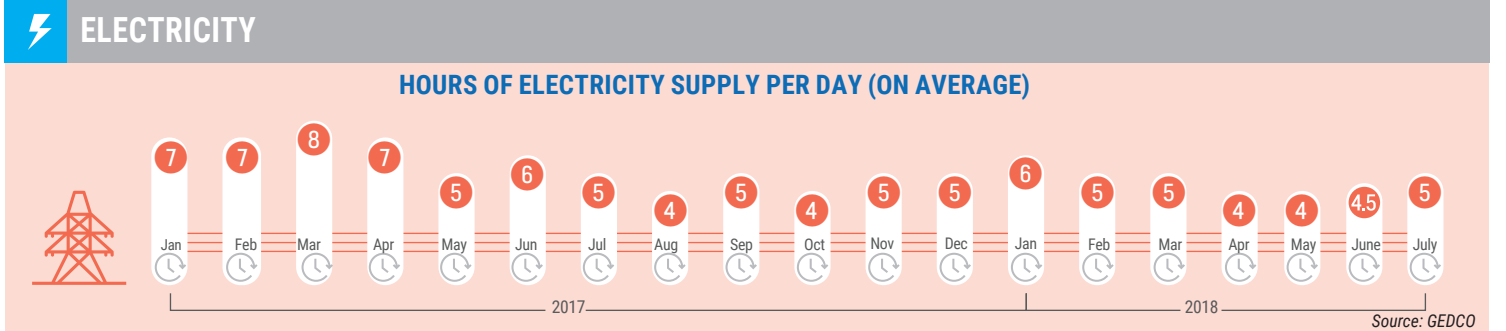 ELECTRICITY
HOURS OF ELECTRICITY SUPPLY PER DAY (ON AVERAGE)
7 7 8 7 5 6 5 4 5 4 5 5 6 5 5 4 4 4.5 5
Jan Feb Mar Apr May Jun Jul Aug Sep Oct Nov Dec Jan Feb Mar Apr May June July
2017 2018
Source: GEDCO